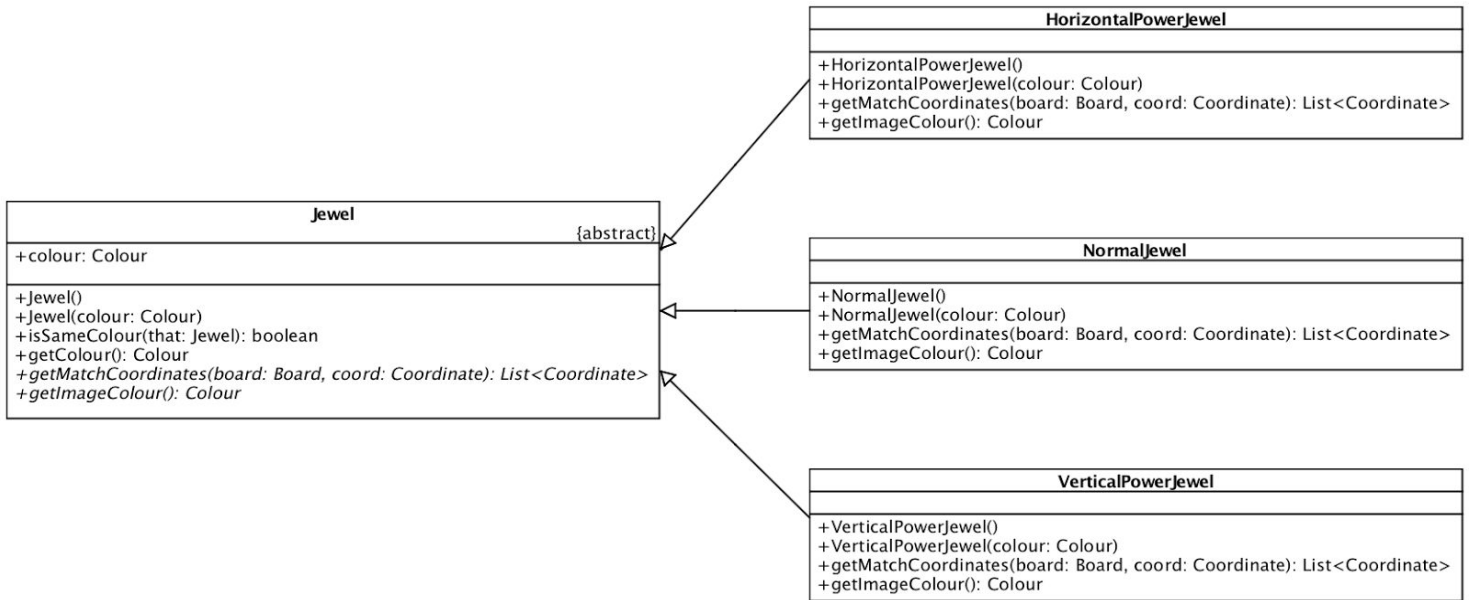 HorizontalPowerJewel
+HorizontalPowerJewel()
+HorizontalPowerJewel(colour: Colour)
+getMatchCoordinates(board: Board, coord: Coordinate): List<Coordinate>
+getImageColour(): Colour
Jewel
{abstract}
+colour: Colour
+Jewel()
+Jewel(colour: Colour)
+isSameColour(that: Jewel): boolean
+getColour(): Colour
+getMatchCoordinates(board: Board, coord: Coordinate): List<Coordinate>
+getImageColour(): Colour
NormalJewel
+NormalJewel()
+NormalJewel(colour: Colour)
+getMatchCoordinates(board: Board, coord: Coordinate): List<Coordinate>
+getImageColour(): Colour
VerticalPowerJewel
+VerticalPowerJewel()
+VerticalPowerJewel(colour: Colour)
+getMatchCoordinates(board: Board, coord: Coordinate): List<Coordinate>
+getImageColour(): Colour